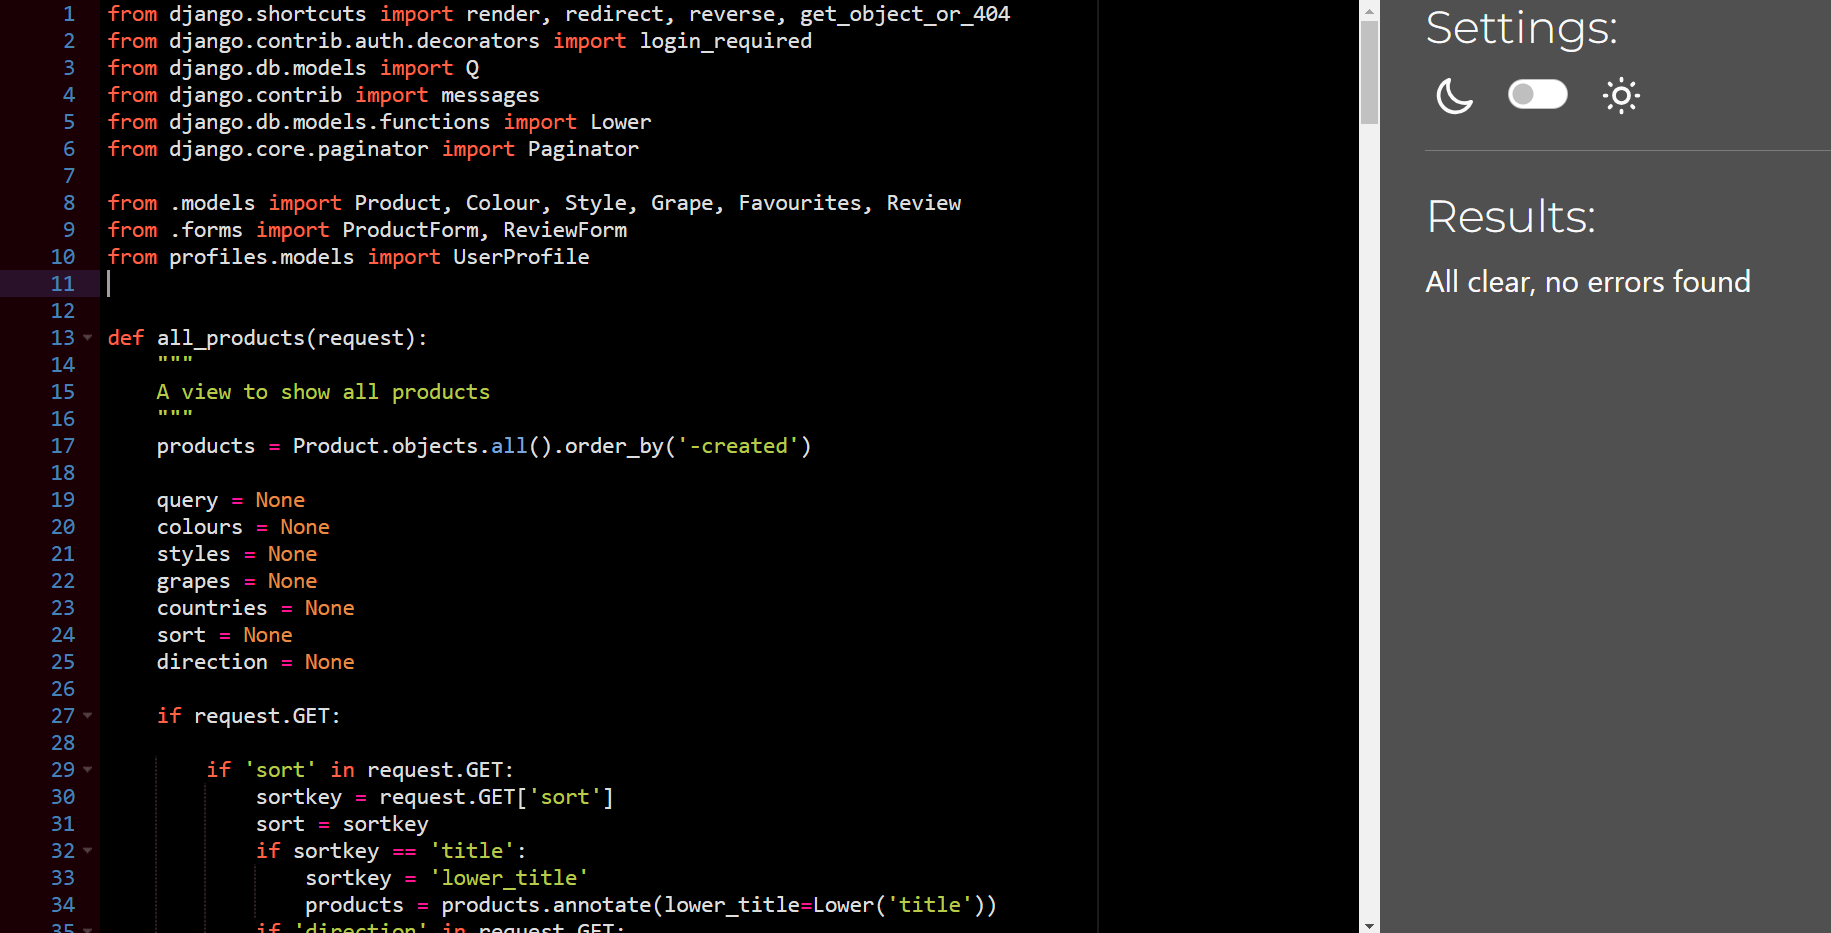 1 from django.shortcuts import render, redirect, reverse, get_object_or_404
2 from django.contrib.auth.decorators import login_required
3 from django.db.models import Q
4 from django.contrib import messages
5 from django.db.models.functions import Lower
6 from django.core.paginator import Paginator
7
8 from .models import Product, Colour, Style, Grape, Favourites, Review
9 from .forms import ProductForm, ReviewForm
10 from profiles.models import UserProfile
11
12
13 def all_products(request):
14     """
15     A view to show all products
16     """
17     products = Product.objects.all().order_by('-created')
18
19     query = None
20     colours = None
21     styles = None
22     grapes = None
23     countries = None
24     sort = None
25     direction = None
26
27     if request.GET:
28
29         if 'sort' in request.GET:
30             sortkey = request.GET['sort']
31             sort = sortkey
32             if sortkey == 'title':
33                 sortkey = 'lower_title'
34                 products = products.annotate(lower_title=Lower('title'))
35             if 'direction' in request.GET:
Settings:
Results:
All clear, no errors found